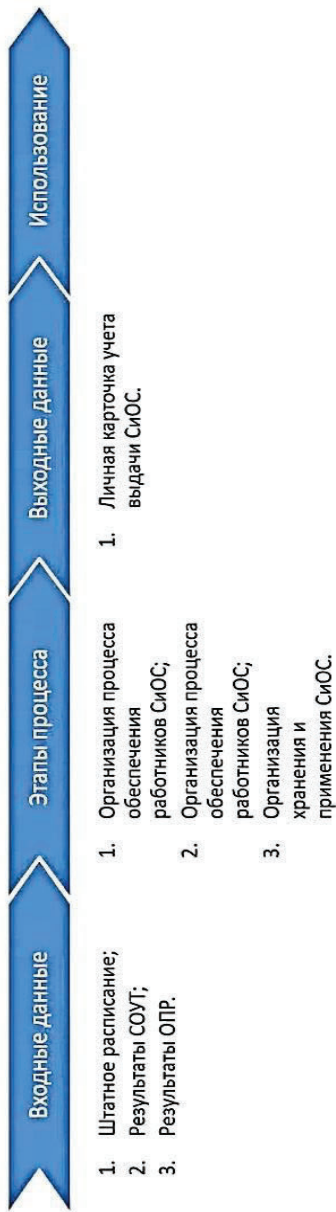 Входные данные
1. Штатное расписание;
2. Результаты СОУТ;
3. Результаты ОПР.
Этапы процесса
1. Организация процесса
обеспечения
работников СиОС;
2. Организация процесса
обеспечения
работников СиОС;
3. Организация
хранения и
применения СиОС.
Выходные данные
1. Личная карточка учета
выдачи СиОС.
Использование